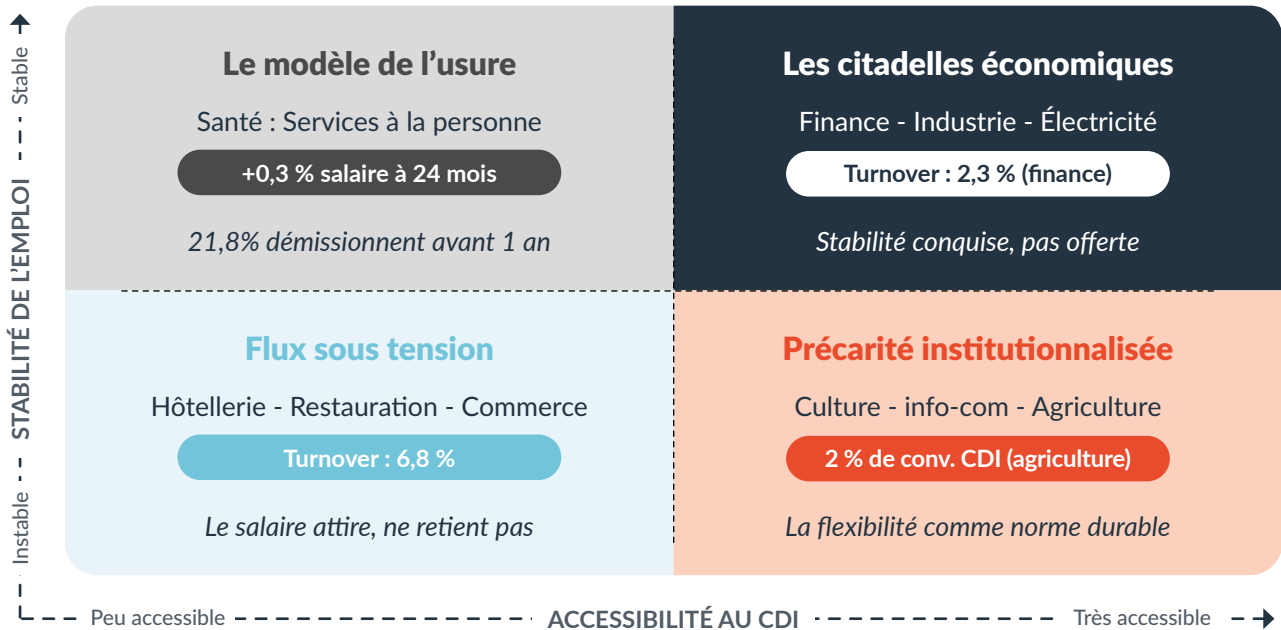 Le modèle de l’usure
Santé : Services à la personne
+0,3 % salaire à 24 mois
21,8% démissionnent avant 1 an
Les citadelles économiques
Finance - Industrie - Électricité
Turnover : 2,3 % (finance)
Stabilité conquise, pas offerte
Flux sous tension
Hôtellerie - Restauration - Commerce
Turnover : 6,8 %
Le salaire attire, ne retient pas
Précarité institutionnalisée
Culture - info-com - Agriculture
2 % de conv. CDI (agriculture)
La flexibilité comme norme durable
Stable
STABILITÉ DE L’EMPLOI
Instable
Peu accessible
ACCESSIBILITÉ AU CDI
Très accessible